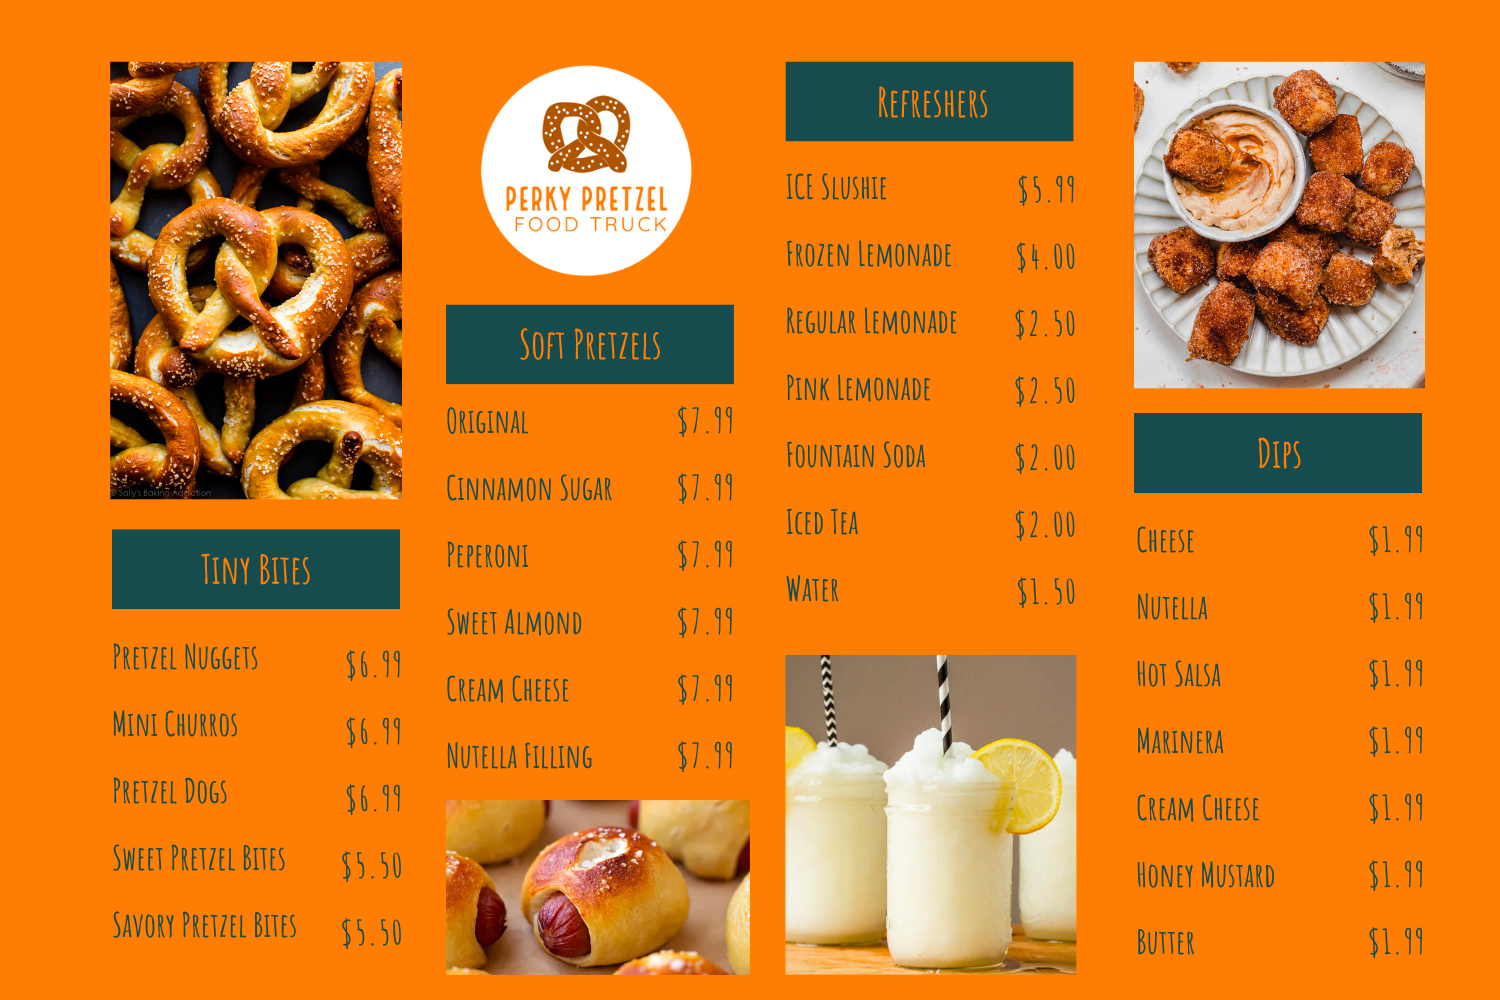 © Sally's Baking Addiction
Tiny Bites
Pretzel Nuggets $6.99
Mini Churros $6.99
Pretzel Dogs $6.99
Sweet Pretzel Bites $5.50
Savory Pretzel Bites $5.50
PERKY PRETZEL
FOOD TRUCK
Soft Pretzels
Original $7.99
Cinnamon Sugar $7.99
Peperoni $7.99
Sweet Almond $7.99
Cream Cheese $7.99
Nutella Filling $7.99
Refreshers
ICE Slushie $5.99
Frozen Lemonade $4.00
Regular Lemonade $2.50
Pink Lemonade $2.50
Fountain Soda $2.00
Iced Tea $2.00
Water $1.50
Dips
Cheese $1.99
Nutella $1.99
Hot Salsa $1.99
Marinera $1.99
Cream Cheese $1.99
Honey Mustard $1.99
Butter $1.99